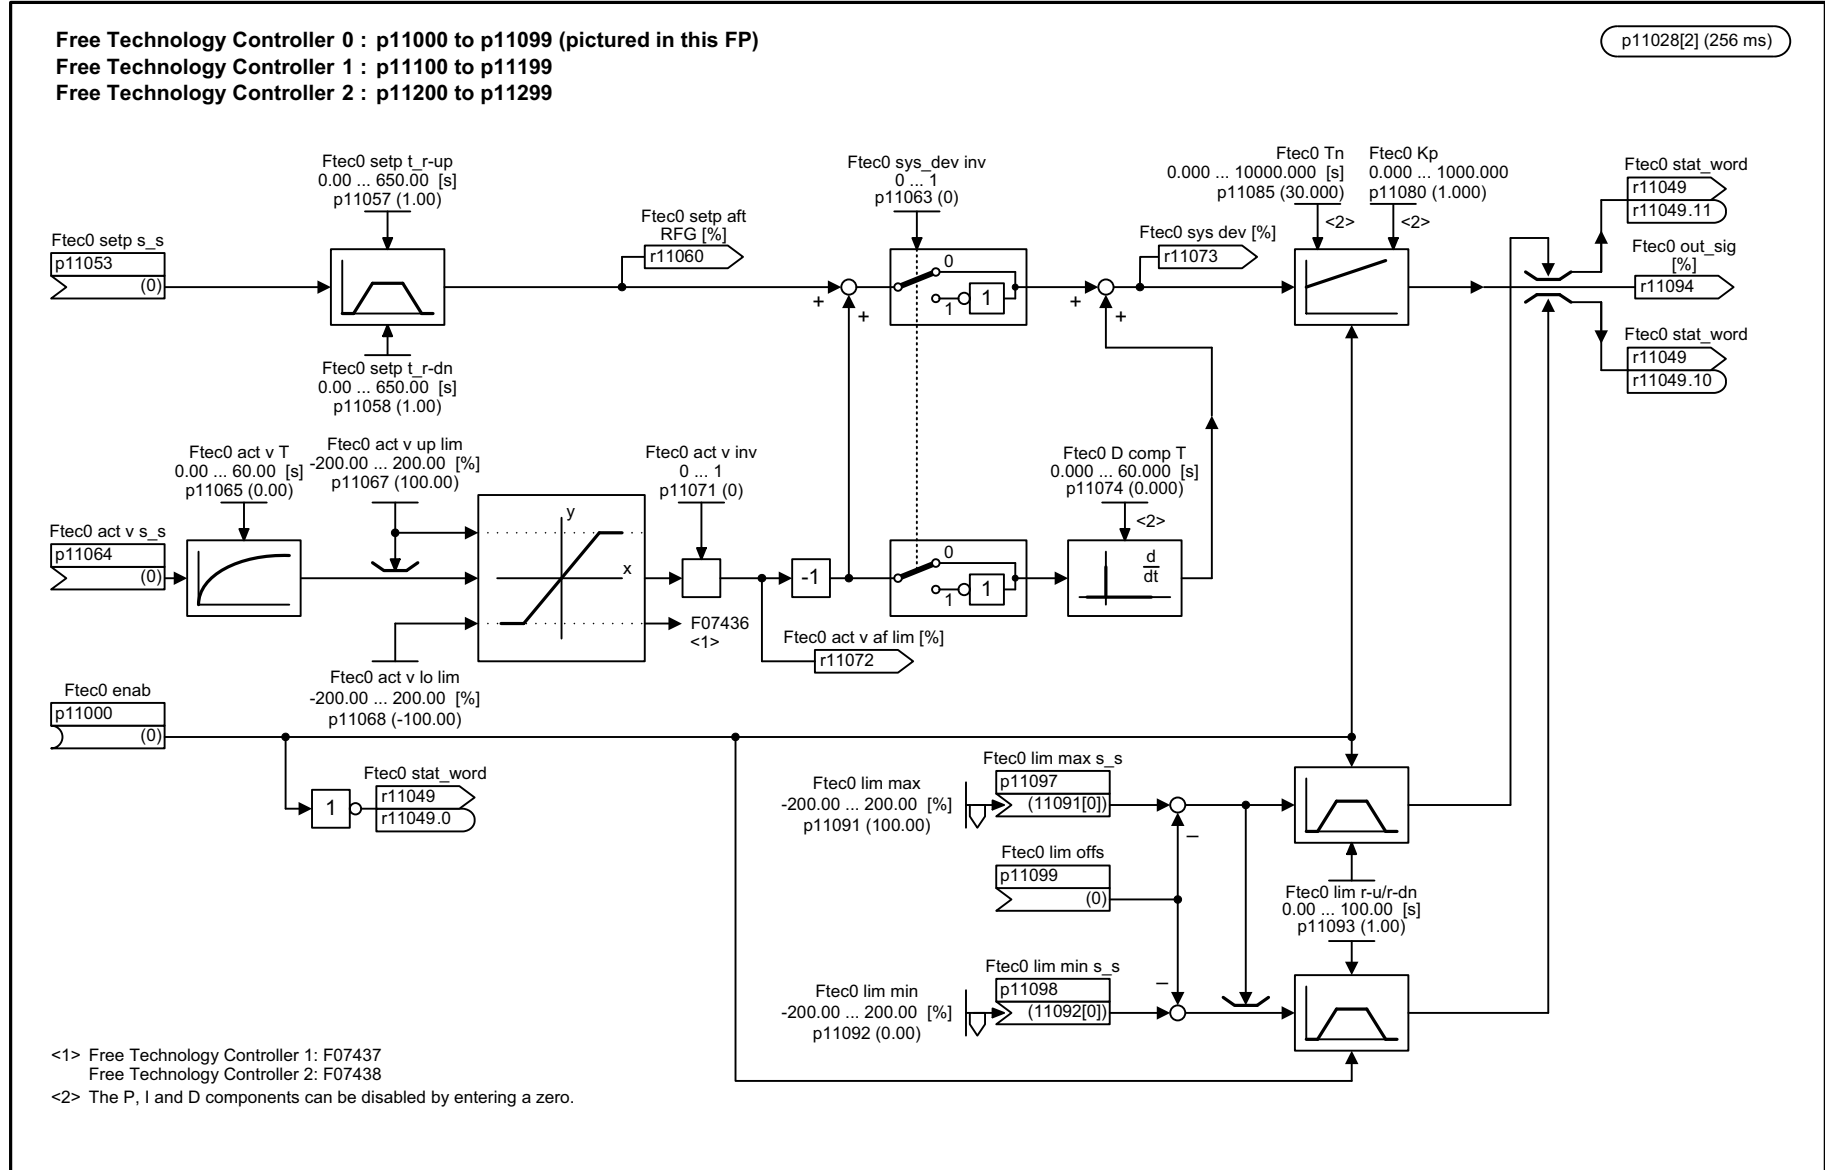 Free Technology Controller 0 : p11000 to p11099 (pictured in this FP)
Free Technology Controller 1 : p11100 to p11199
Free Technology Controller 2 : p11200 to p11299
p11028[2] (256 ms)
Ftec0 setp t_r-up
0.00 ... 650.00 [s]
p11057 (1.00)
Ftec0 setp s_s
p11053
(0)
Ftec0 setp t_r-dn
0.00 ... 650.00 [s]
p11058 (1.00)
Ftec0 setp aft
RFG [%]
r11060
+
+
Ftec0 sys_dev inv
0 ... 1
p11063 (0)
0
1
1
+
+
Ftec0 sys dev [%]
r11073
Ftec0 Tn
0.000 ... 10000.000 [s]
p11085 (30.000)
<2>
Ftec0 Kp
0.000 ... 1000.000
p11080 (1.000)
<2>
Ftec0 stat_word
r11049
r11049.11
Ftec0 out_sig
[%]
r11094
Ftec0 stat_word
r11049
r11049.10
Ftec0 act v T
0.00 ... 60.00 [s]
p11065 (0.00)
Ftec0 act v s_s
p11064
(0)
Ftec0 act v up lim
-200.00 ... 200.00 [%]
p11067 (100.00)
y
x
Ftec0 act v lo lim
-200.00 ... 200.00 [%]
p11068 (-100.00)
Ftec0 act v inv
0 ... 1
p11071 (0)
F07436
<1>
-1
Ftec0 act v af lim [%]
r11072
0
1
1
Ftec0 D comp T
0.000 ... 60.000 [s]
p11074 (0.000)
<2>
d
dt
Ftec0 enab
p11000
(0)
1
Ftec0 stat_word
r11049
r11049.0
Ftec0 lim max
-200.00 ... 200.00 [%]
p11091 (100.00)
Ftec0 lim max s_s
p11097
(11091[0])
–
Ftec0 lim offs
p11099
(0)
Ftec0 lim r-u/r-dn
0.00 ... 100.00 [s]
p11093 (1.00)
Ftec0 lim min
-200.00 ... 200.00 [%]
p11092 (0.00)
Ftec0 lim min s_s
p11098
(11092[0])
–
<1> Free Technology Controller 1: F07437
Free Technology Controller 2: F07438
<2> The P, I and D components can be disabled by entering a zero.